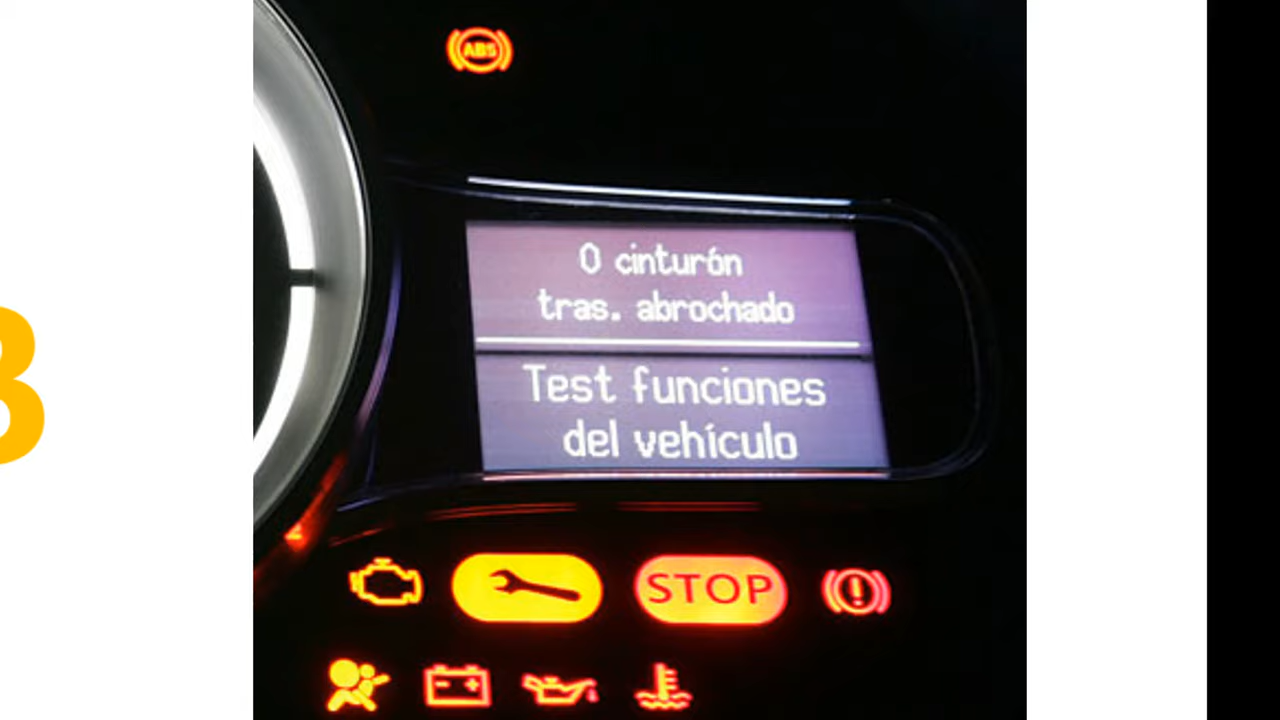 ABS
0 cinturón
tras. abrochado
Test funciones
del vehículo
STOP